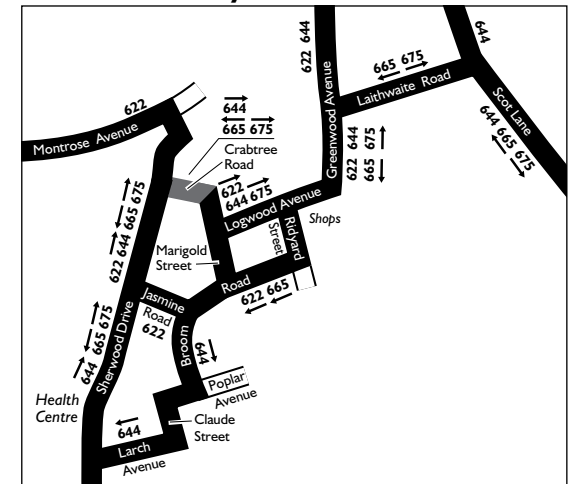 622 644
644
665 675
Laithwaite Road
Scot Lane
644 665 675
622
Montrose Avenue
644
665 675
Crabtree
Road
Greenwood Avenue
622 644 675
622 665
622
644 675
Logwood Avenue
Shops
Ridyard
Street
622 644 665 675
Marigold
Street
Road
622 665
Jasmine
Road
622
Broom
644
644 665 675
Sherwood Drive
Health
Centre
Poplar
Avenue
Claude
Street
644
Larch
Avenue